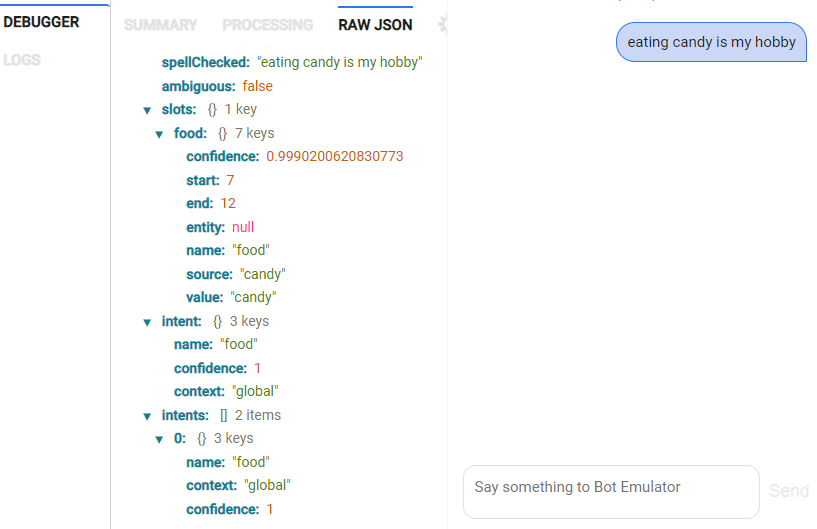 DEBUGGER
LOGS
SUMMARY PROCESSING RAW JSON
spellChecked: "eating candy is my hobby"
ambiguous: false
▼ slots: {} 1 key
▼ food: {} 7 keys
confidence: 0.9990200620830773
start: 7
end: 12
entity: null
name: "food"
source: "candy"
value: "candy"
▼ intent: {} 3 keys
name: "food"
confidence: 1
context: "global"
▼ intents: [] 2 items
▼ 0: {} 3 keys
name: "food"
context: "global"
confidence: 1
eating candy is my hobby
Say something to Bot Emulator
Send